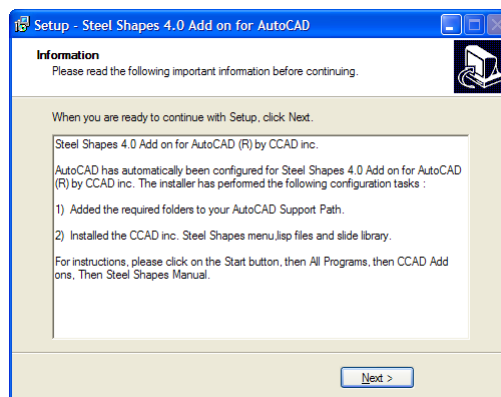 Setup - Steel Shapes 4.0 Add on for AutoCAD
Information
Please read the following important information before continuing.
When you are ready to continue with Setup, click Next.
Steel Shapes 4.0 Add on for AutoCAD (R) by CCAD inc.
AutoCAD has automatically been configured for Steel Shapes 4.0 Add on for AutoCAD
(R) by CCAD inc. The installer has performed the following configuration tasks :
1) Added the required folders to your AutoCAD Support Path.
2) Installed the CCAD inc. Steel Shapes menu,lisp files and slide library.
For instructions, please click on the Start button, then All Programs, then CCAD Add
ons, Then Steel Shapes Manual.
Next >